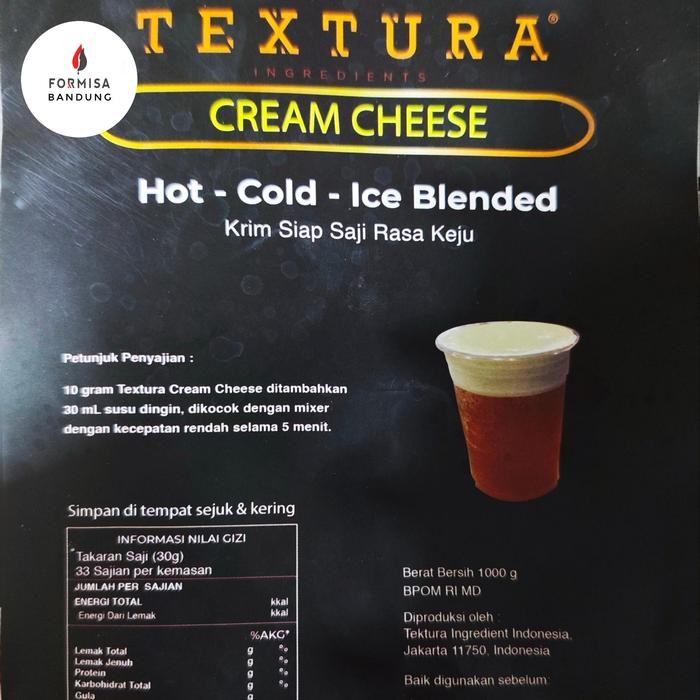 TEXTURA®
INGREDIENTS
FORMISA
BANDUNG
CREAM CHEESE
Hot - Cold - Ice Blended
Krim Siap Saji Rasa Keju
Petunjuk Penyajian :
10 gram Textura Cream Cheese ditambahkan
30 mL susu dingin, dikocok dengan mixer
dengan kecepatan rendah selama 5 menit.
Simpan di tempat sejuk & kering
INFORMASI NILAI GIZI
Takaran Saji (30g)
33 Sajian per kemasan
JUMLAH PER SAJIAN
ENERGI TOTAL kkal
Energi Dari Lemak kkal
%AKG*
Lemak Total g %
Lemak Jenuh g %
Protein g %
Karbohidrat Total g %
Gula g
Berat Bersih 1000 g
BPOM RI MD
Diproduksi oleh :
Tektura Ingredient Indonesia,
Jakarta 11750, Indonesia
Baik digunakan sebelum: